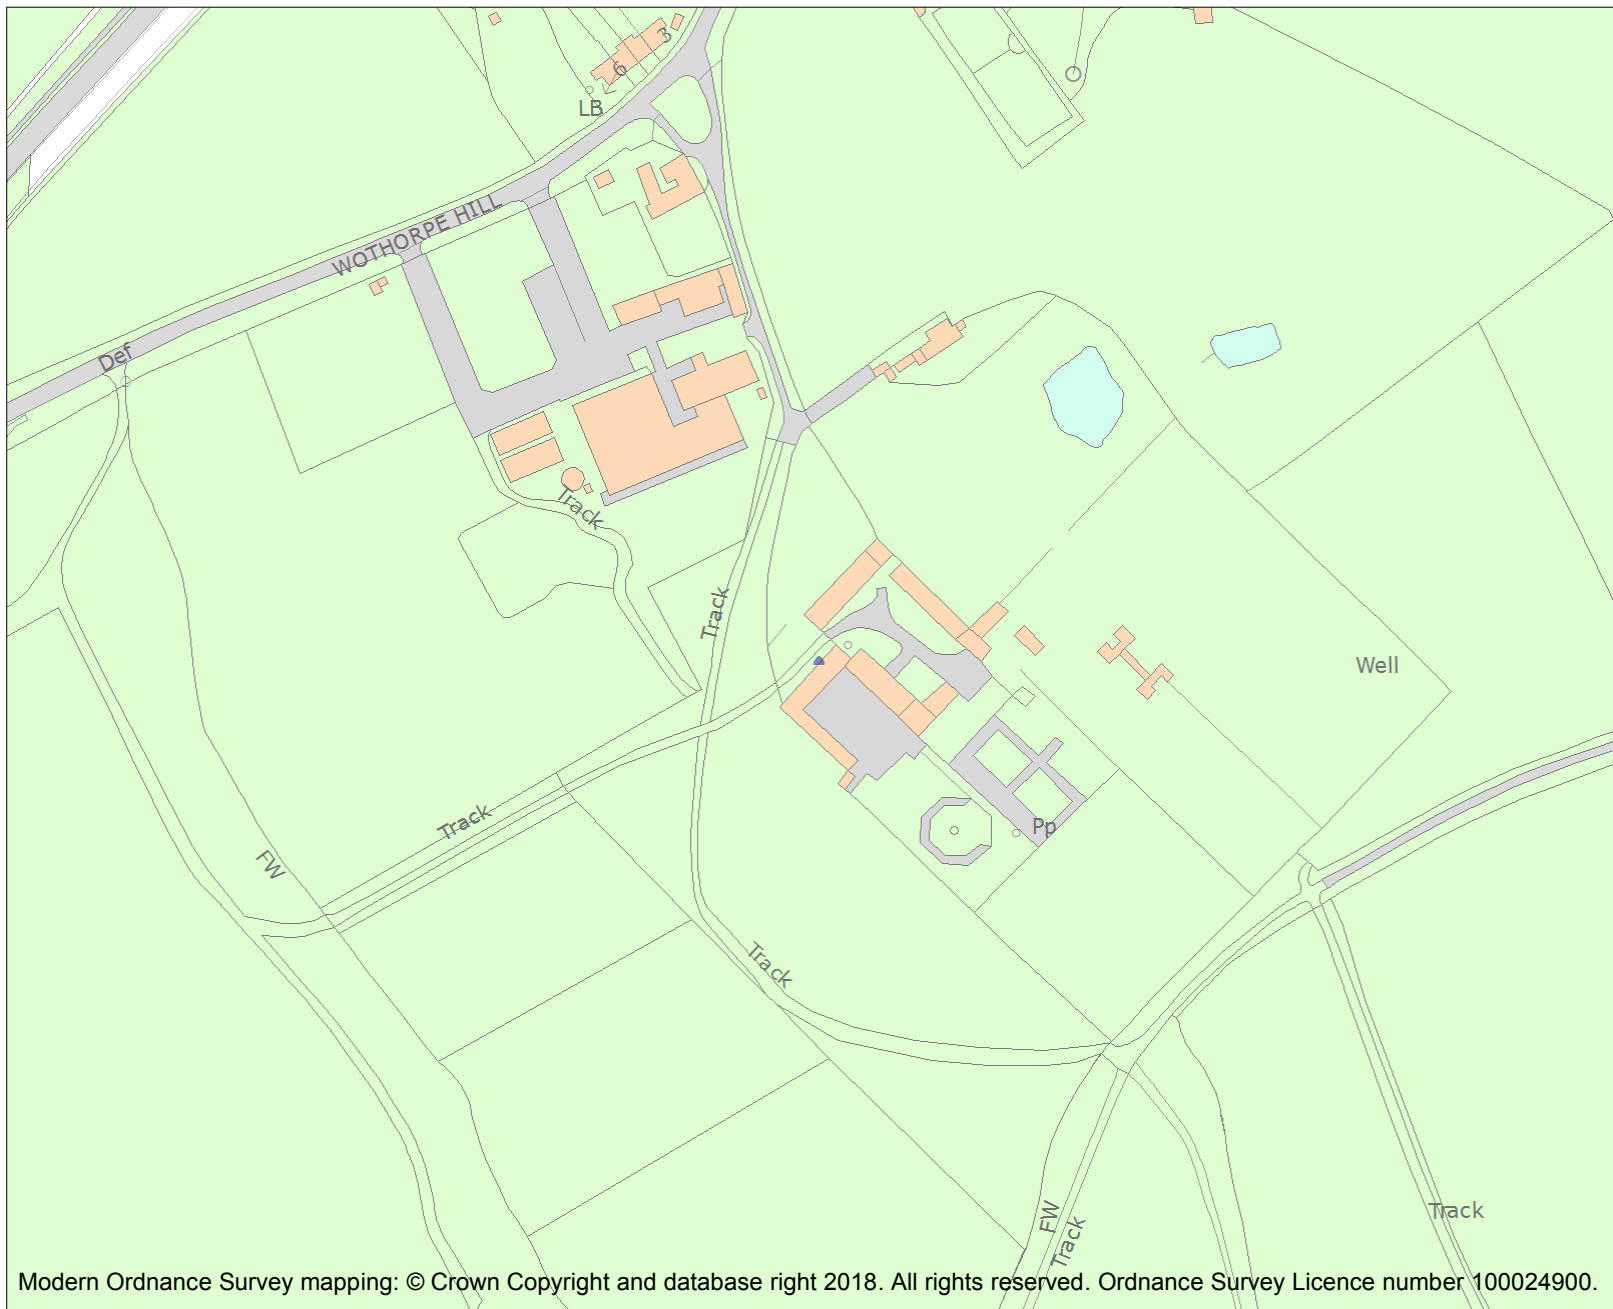 3
6
LB
WOTHORPE HILL
Def
Track
Track
Well
Track
Pp
FW
Track
FW
Track
Track
Modern Ordnance Survey mapping: © Crown Copyright and database right 2018. All rights reserved. Ordnance Survey Licence number 100024900.